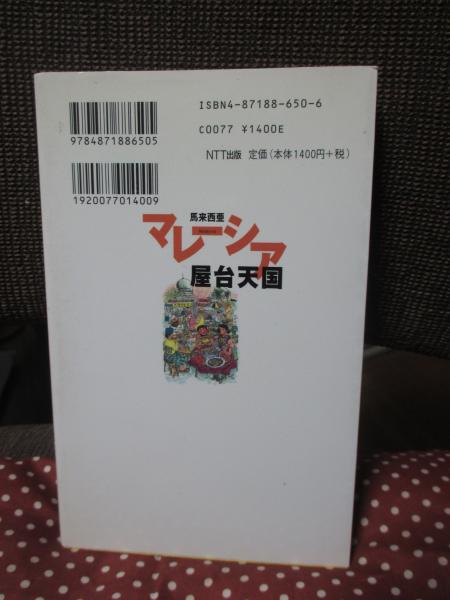 ISBN4-87188-650-6
C0077 ¥1400E
9784871886505
NTT出版 定価(本体1400円+税)
1920077014009
馬来西亜
マレーシア
屋台天国